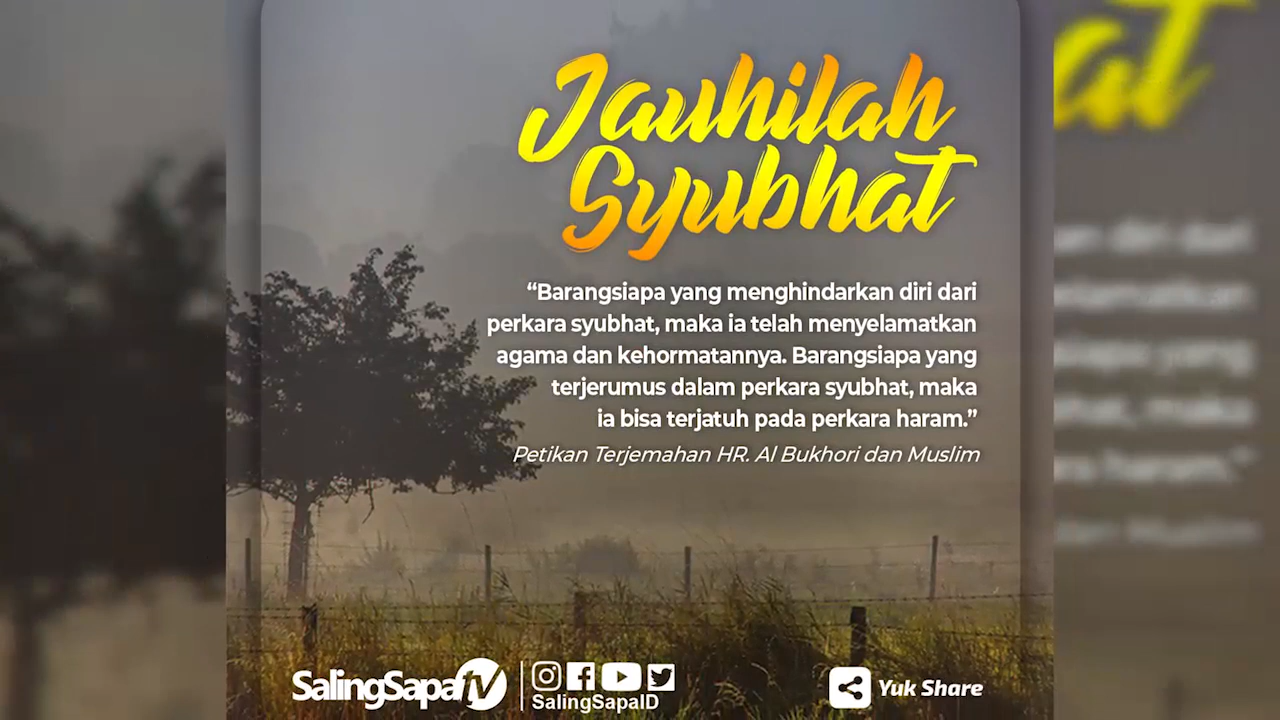 Jauhilah
Syubhat
“Barangsiapa yang menghindarkan diri dari
perkara syubhat, maka ia telah menyelamatkan
agama dan kehormatannya. Barangsiapa yang
terjerumus dalam perkara syubhat, maka
ia bisa terjatuh pada perkara haram.”
Petikan Terjemahan HR. Al Bukhori dan Muslim
SalingSapa TV
SalingSapaID
Yuk Share